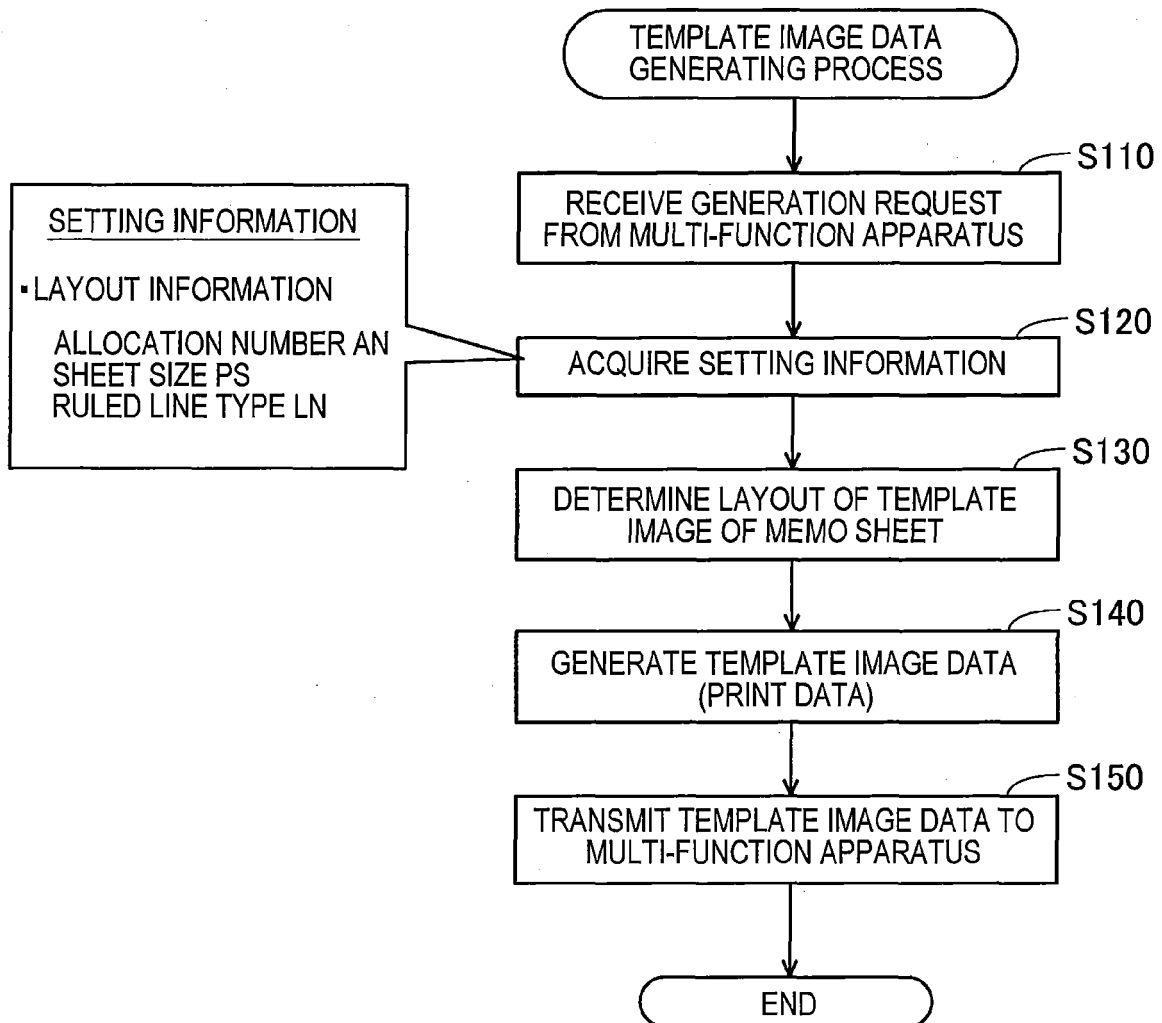 TEMPLATE IMAGE DATA
GENERATING PROCESS
S110
RECEIVE GENERATION REQUEST
FROM MULTI-FUNCTION APPARATUS
SETTING INFORMATION
▪ LAYOUT INFORMATION
ALLOCATION NUMBER AN
SHEET SIZE PS
RULED LINE TYPE LN
S120
ACQUIRE SETTING INFORMATION
S130
DETERMINE LAYOUT OF TEMPLATE
IMAGE OF MEMO SHEET
S140
GENERATE TEMPLATE IMAGE DATA
(PRINT DATA)
S150
TRANSMIT TEMPLATE IMAGE DATA TO
MULTI-FUNCTION APPARATUS
END